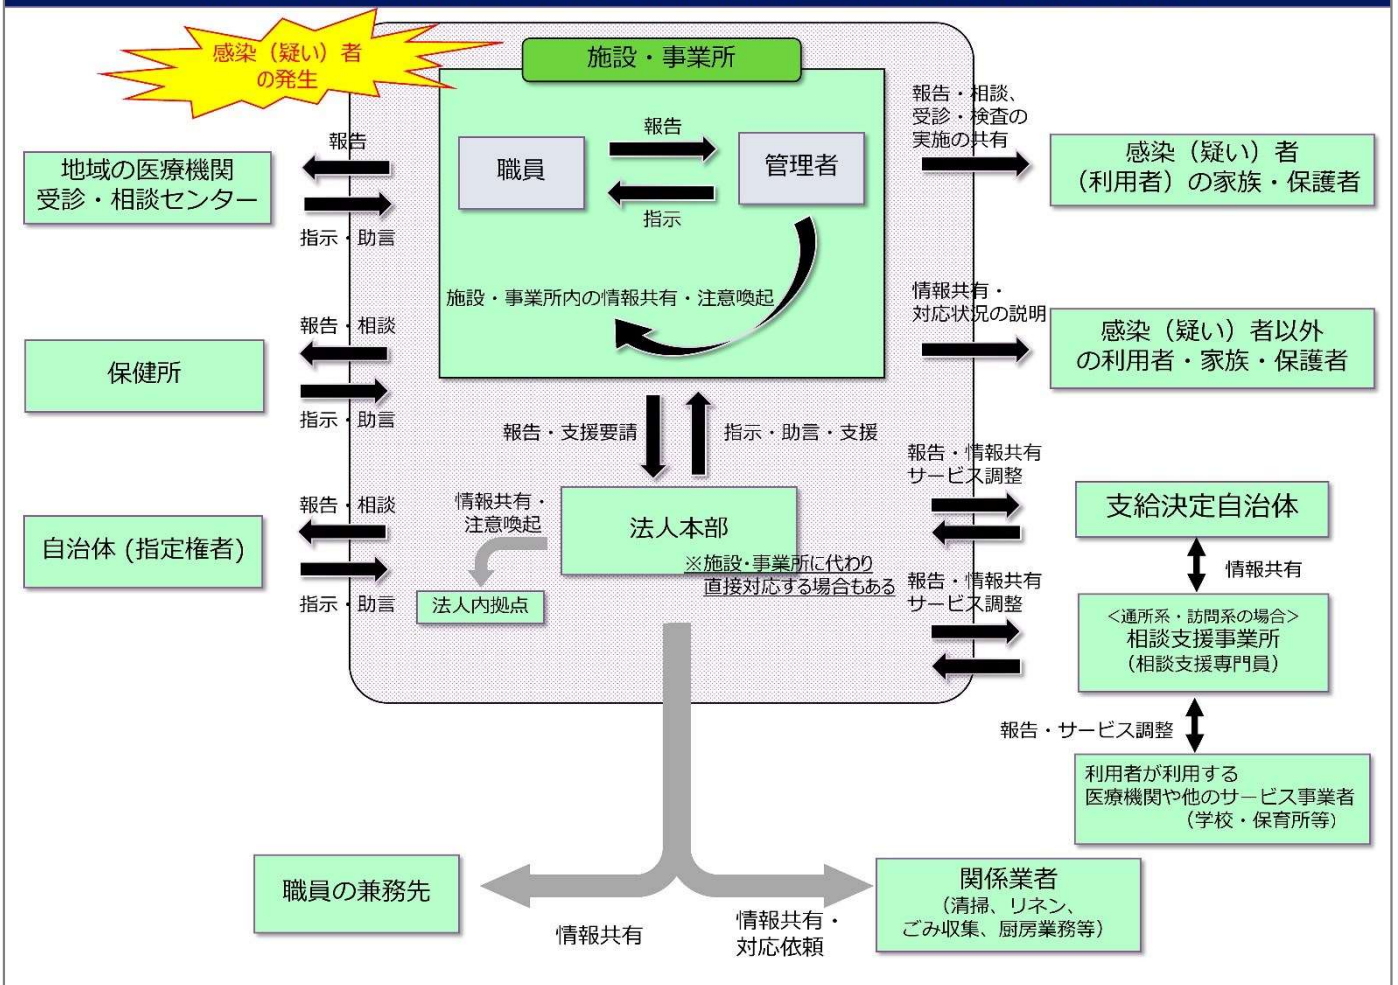 感染（疑い）者
の発生
施設・事業所
職員
報告
指示
管理者
施設・事業所内の情報共有・注意喚起
報告
地域の医療機関
受診・相談センター
指示・助言
報告・相談
保健所
指示・助言
報告・相談
自治体 (指定権者)
指示・助言
報告・相談、
受診・検査の
実施の共有
感染（疑い）者
（利用者）の家族・保護者
情報共有・
対応状況の説明
感染（疑い）者以外
の利用者・家族・保護者
報告・支援要請
指示・助言・支援
情報共有・
注意喚起
法人本部
※施設・事業所に代わり
直接対応する場合もある
法人内拠点
報告・情報共有
サービス調整
支給決定自治体
情報共有
報告・情報共有
サービス調整
＜通所系・訪問系の場合＞
相談支援事業所
（相談支援専門員）
報告・サービス調整
利用者が利用する
医療機関や他のサービス事業者
（学校・保育所等）
職員の兼務先
情報共有
情報共有・
対応依頼
関係業者
（清掃、リネン、
ごみ収集、厨房業務等）